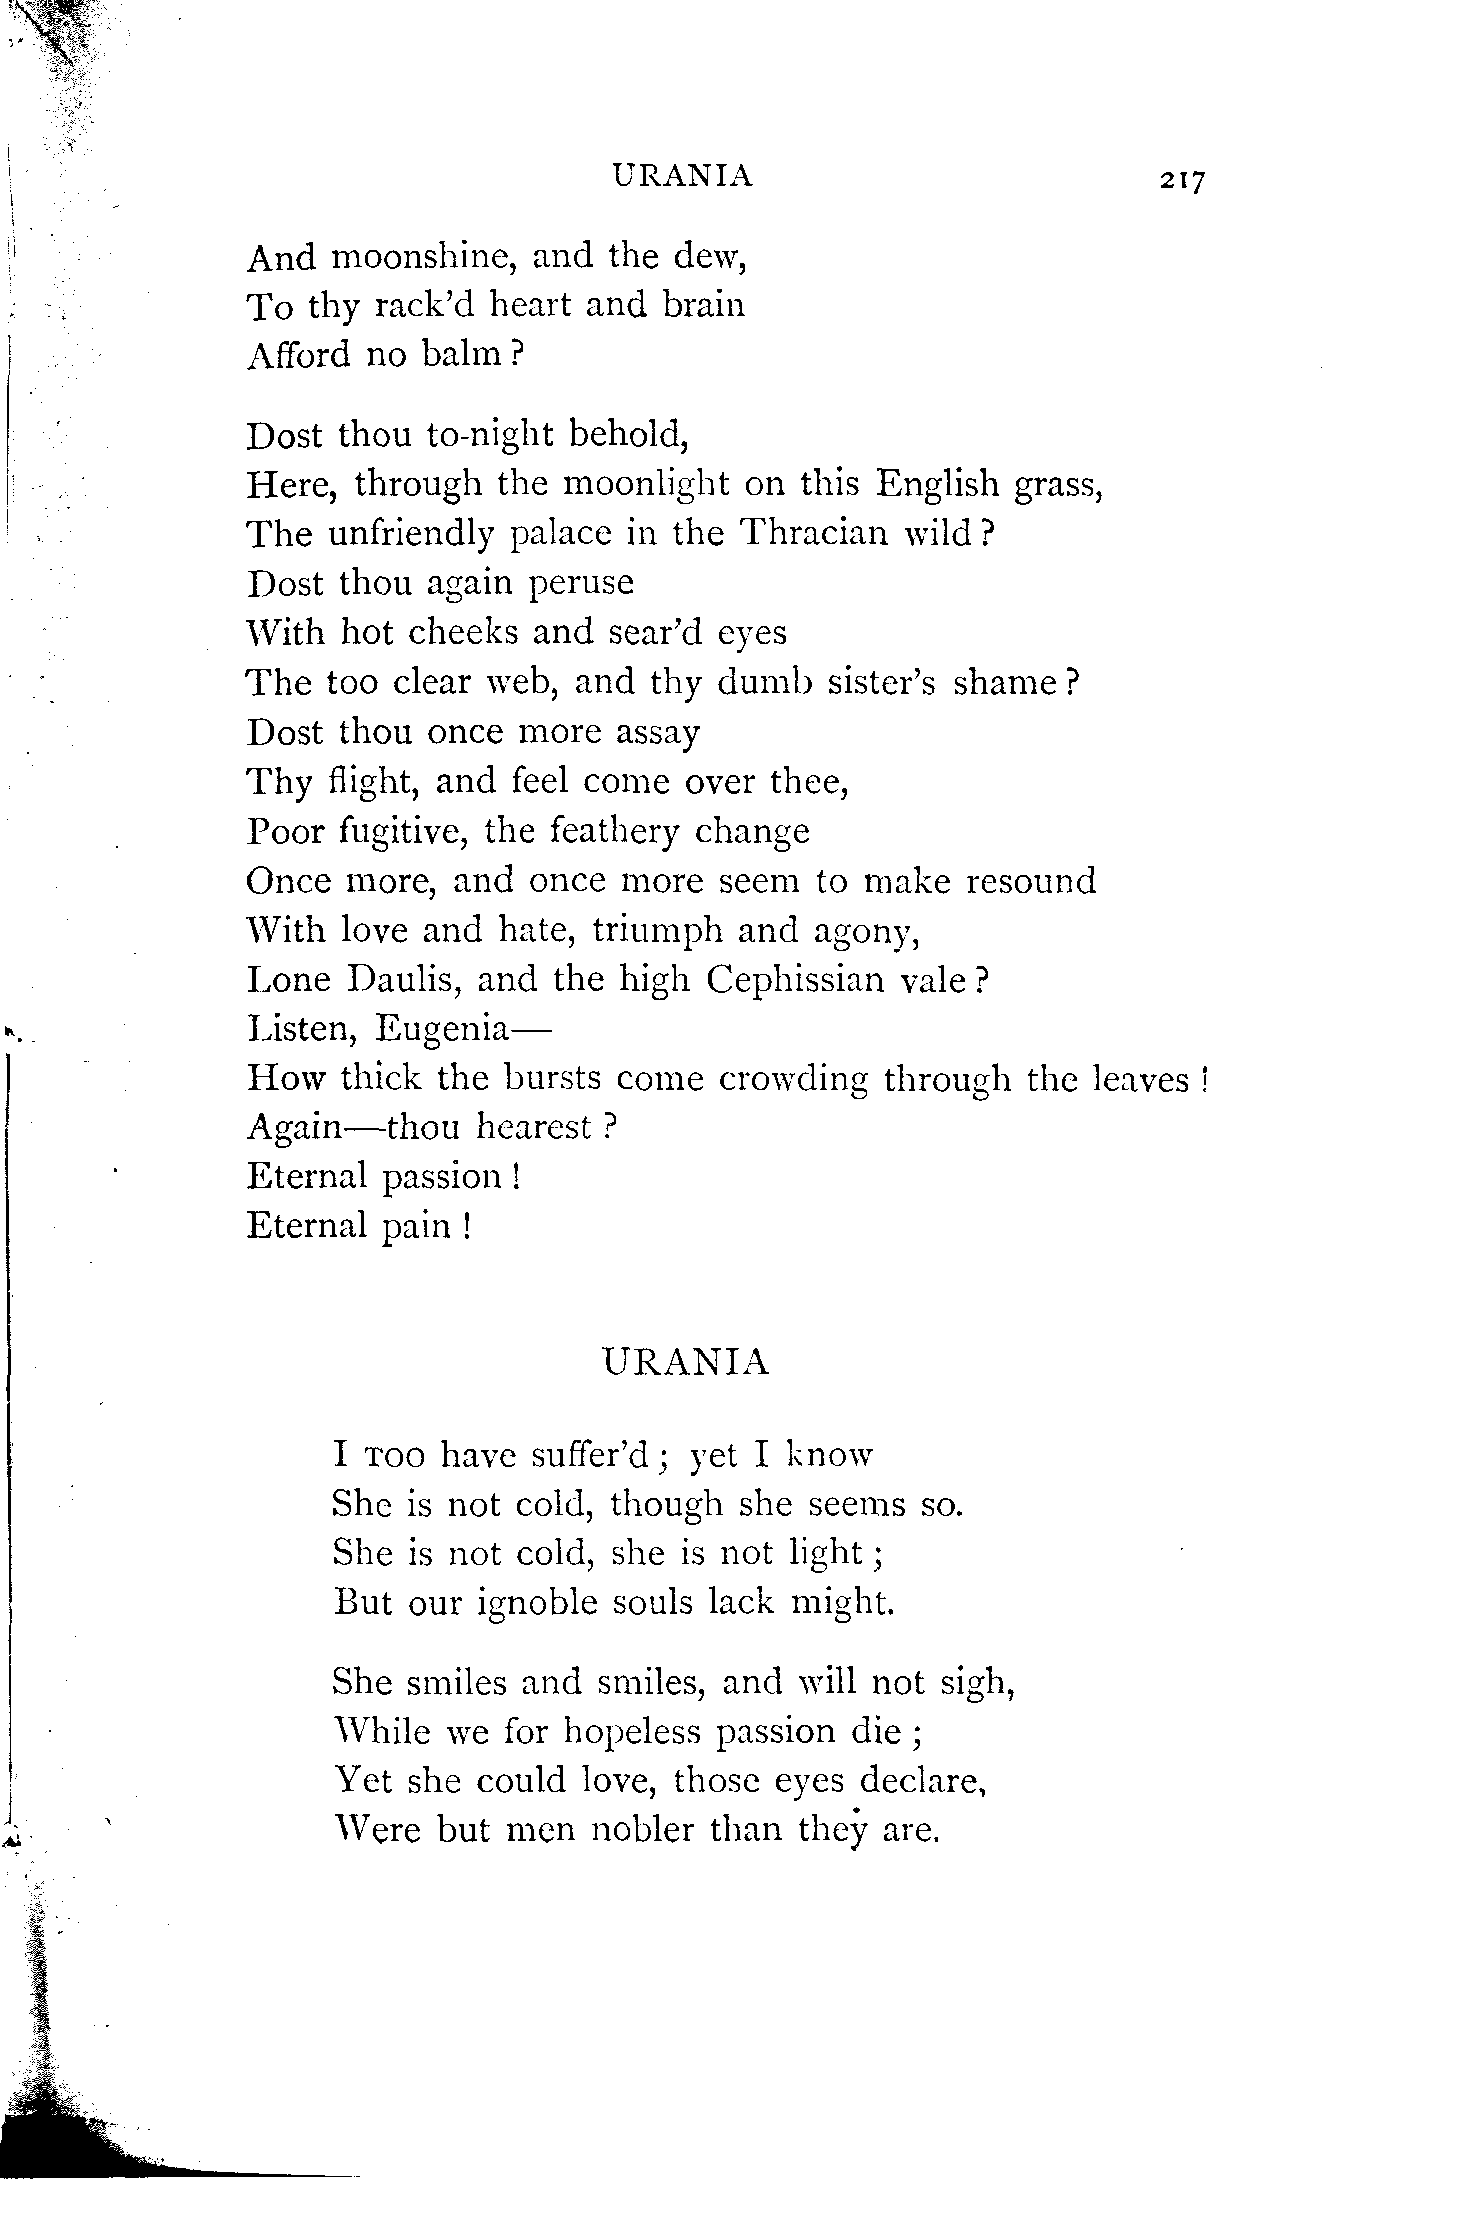 URANIA 217
And moonshine, and the dew,
To thy rack'd heart and brain
Afford no balm?
Dost thou to-night behold,
Here, through the moonlight on this English grass,
The unfriendly palace in the Thracian wild?
Dost thou again peruse
With hot cheeks and sear'd eyes
The too clear web, and thy dumb sister's shame?
Dost thou once more assay
Thy flight, and feel come over thee,
Poor fugitive, the feathery change
Once more, and once more seem to make resound
With love and hate, triumph and agony,
Lone Daulis, and the high Cephissian vale?
Listen, Eugenia—
How thick the bursts come crowding through the leaves!
Again—thou hearest?
Eternal passion!
Eternal pain!
URANIA
I TOO have suffer'd; yet I know
She is not cold, though she seems so.
She is not cold, she is not light;
But our ignoble souls lack might.
She smiles and smiles, and will not sigh,
While we for hopeless passion die;
Yet she could love, those eyes declare,
Were but men nobler than they are.